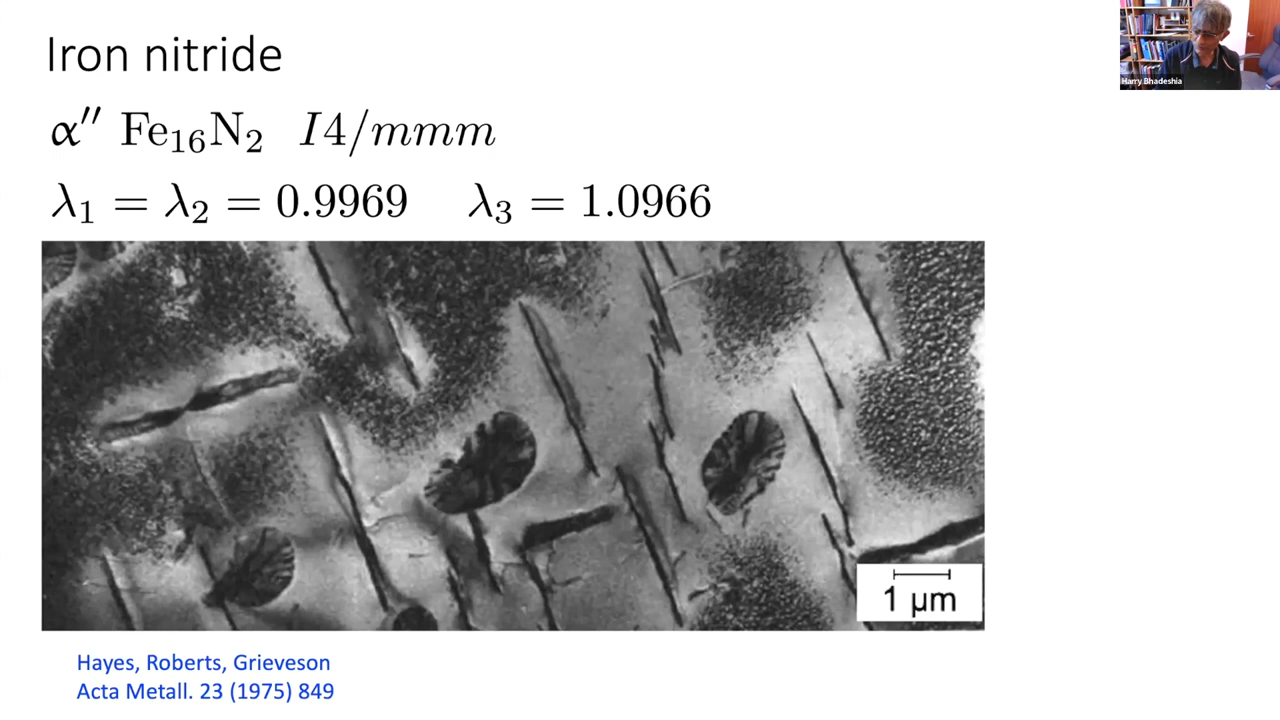 Iron nitride
α″ Fe₁₆N₂ I4/mmm
λ₁ = λ₂ = 0.9969 λ₃ = 1.0966
1 μm
Hayes, Roberts, Grieveson
Acta Metall. 23 (1975) 849
Harry Bhadeshia